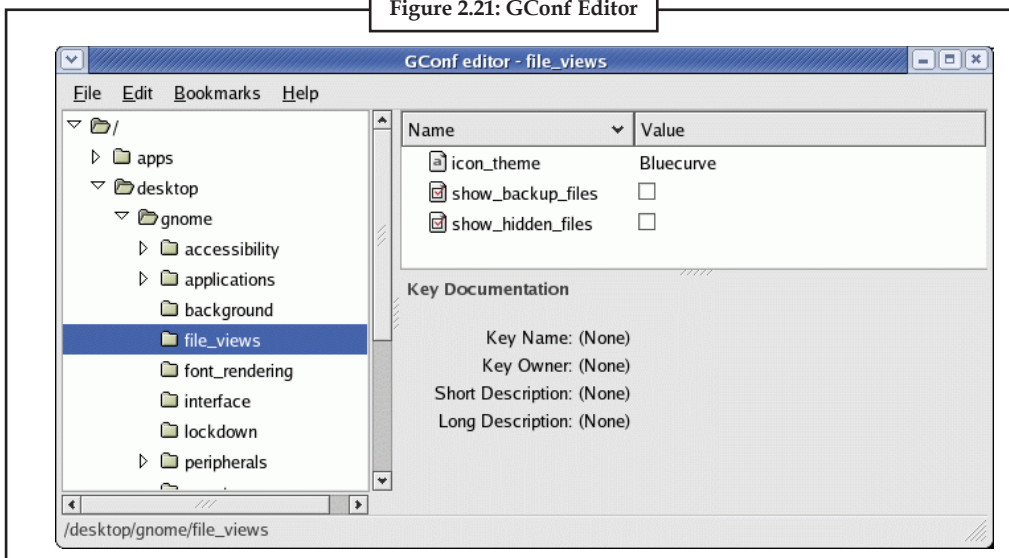 Figure 2.21: GConf Editor
GConf editor - file_views
File Edit Bookmarks Help
/
apps
desktop
gnome
accessibility
applications
background
file_views
font_rendering
interface
lockdown
peripherals
Name Value
icon_theme Bluecurve
show_backup_files
show_hidden_files
Key Documentation
Key Name: (None)
Key Owner: (None)
Short Description: (None)
Long Description: (None)
/desktop/gnome/file_views